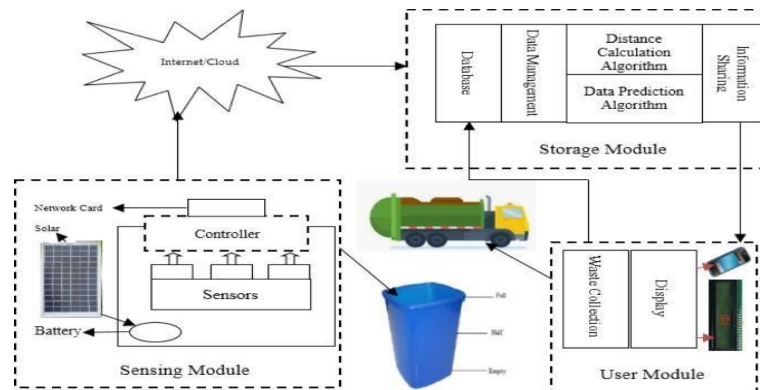 Internet/Cloud
Database
Data Management
Distance
Calculation
Algorithm
Data Prediction
Algorithm
Information
Sharing
Storage Module
Network Card
Solar
Controller
Sensors
Battery
Sensing Module
Full
Half
Empty
Waste Collection
Display
User Module